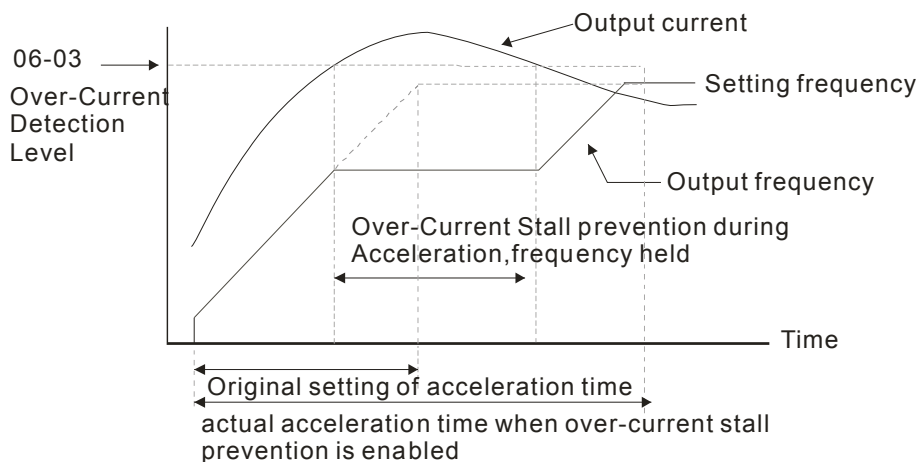 Output current
06-03
Over-Current
Detection
Level
Setting frequency
Output frequency
Over-Current Stall prevention during
Acceleration,frequency held
Time
Original setting of acceleration time
actual acceleration time when over-current stall
prevention is enabled